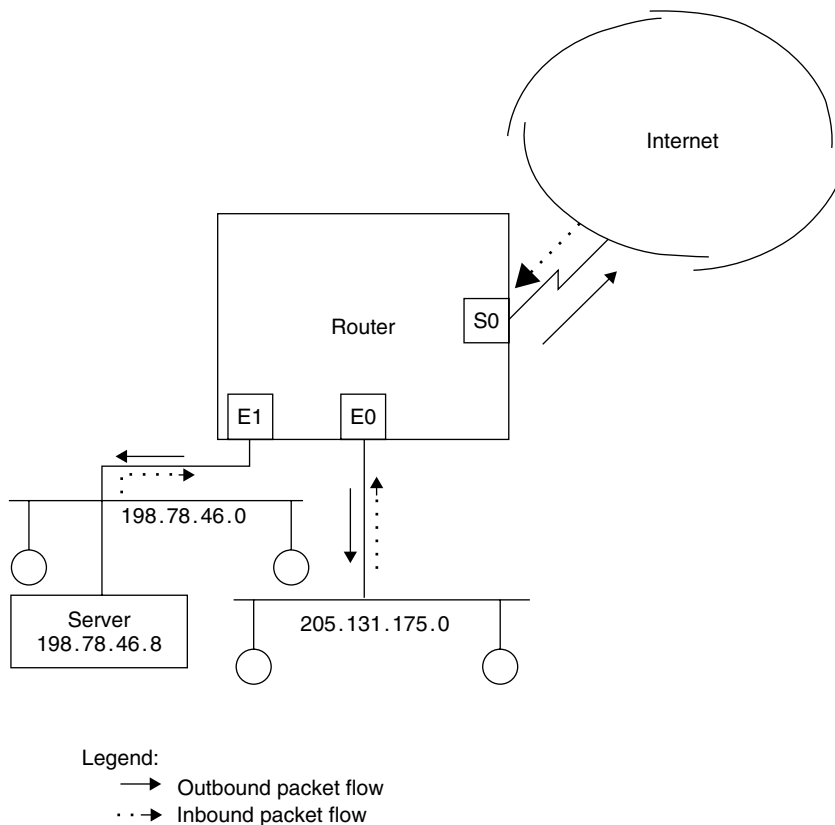 Internet
Router
S0
E1
E0
198.78.46.0
Server
198.78.46.8
205.131.175.0
Legend:
Outbound packet flow
Inbound packet flow